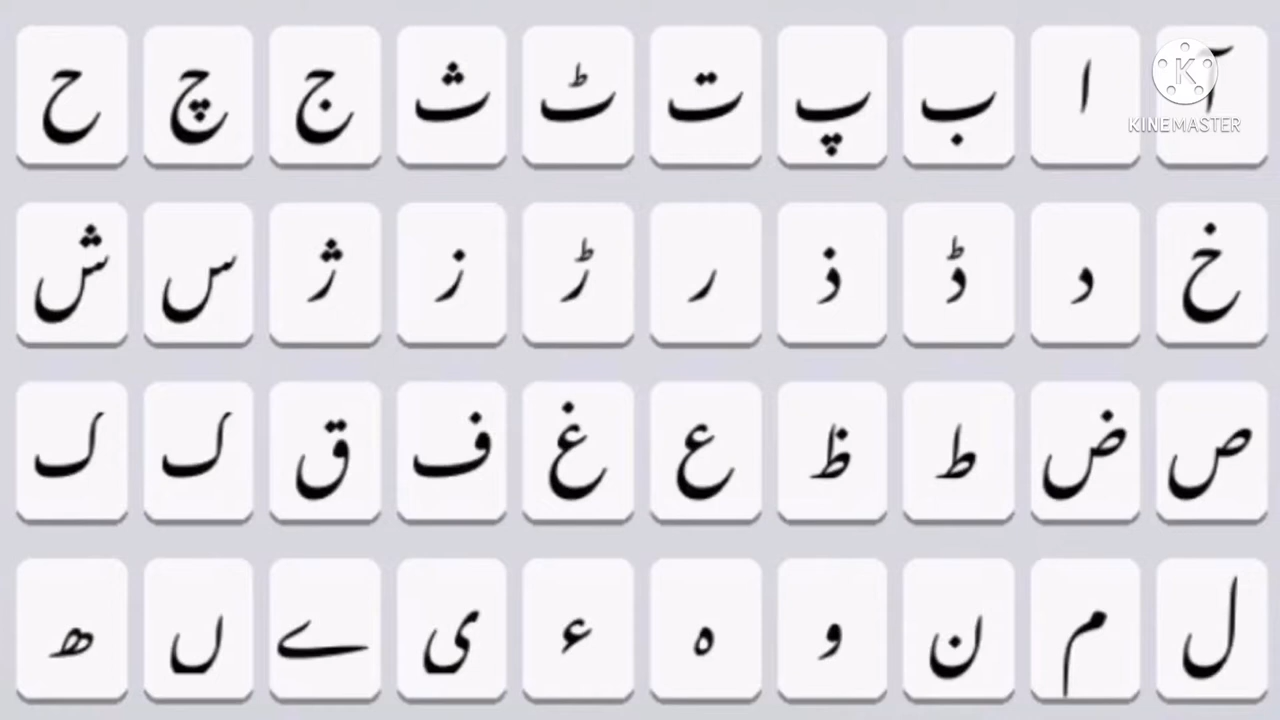 آ ا ب پ ت ٹ ث ج چ ح
K
KINEMASTER
خ د ڈ ذ ر ڑ ز ژ س ش
ص ض ط ظ ع غ ف ق ک ک
ل م ن و ہ ء ی ے ں ھ